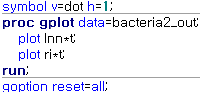 symbol v=dot h=1;
proc gplot data=bacteria2_out;
plot lnn*t;
plot ri*t;
run;
goption reset=all;